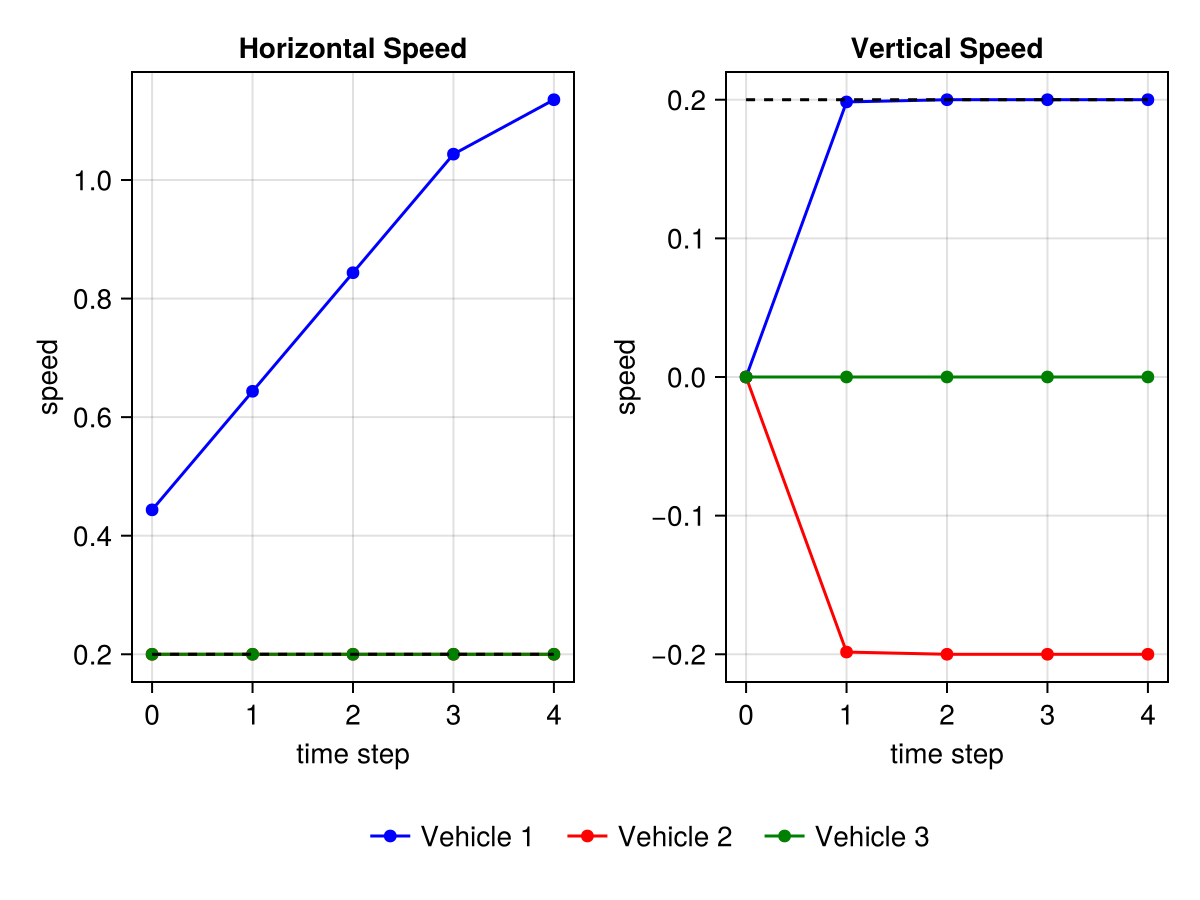 Horizontal Speed
speed
1.0
0.8
0.6
0.4
0.2
0 1 2 3 4
time step
Vertical Speed
speed
0.2
0.1
0.0
−0.1
−0.2
0 1 2 3 4
time step
Vehicle 1 Vehicle 2 Vehicle 3